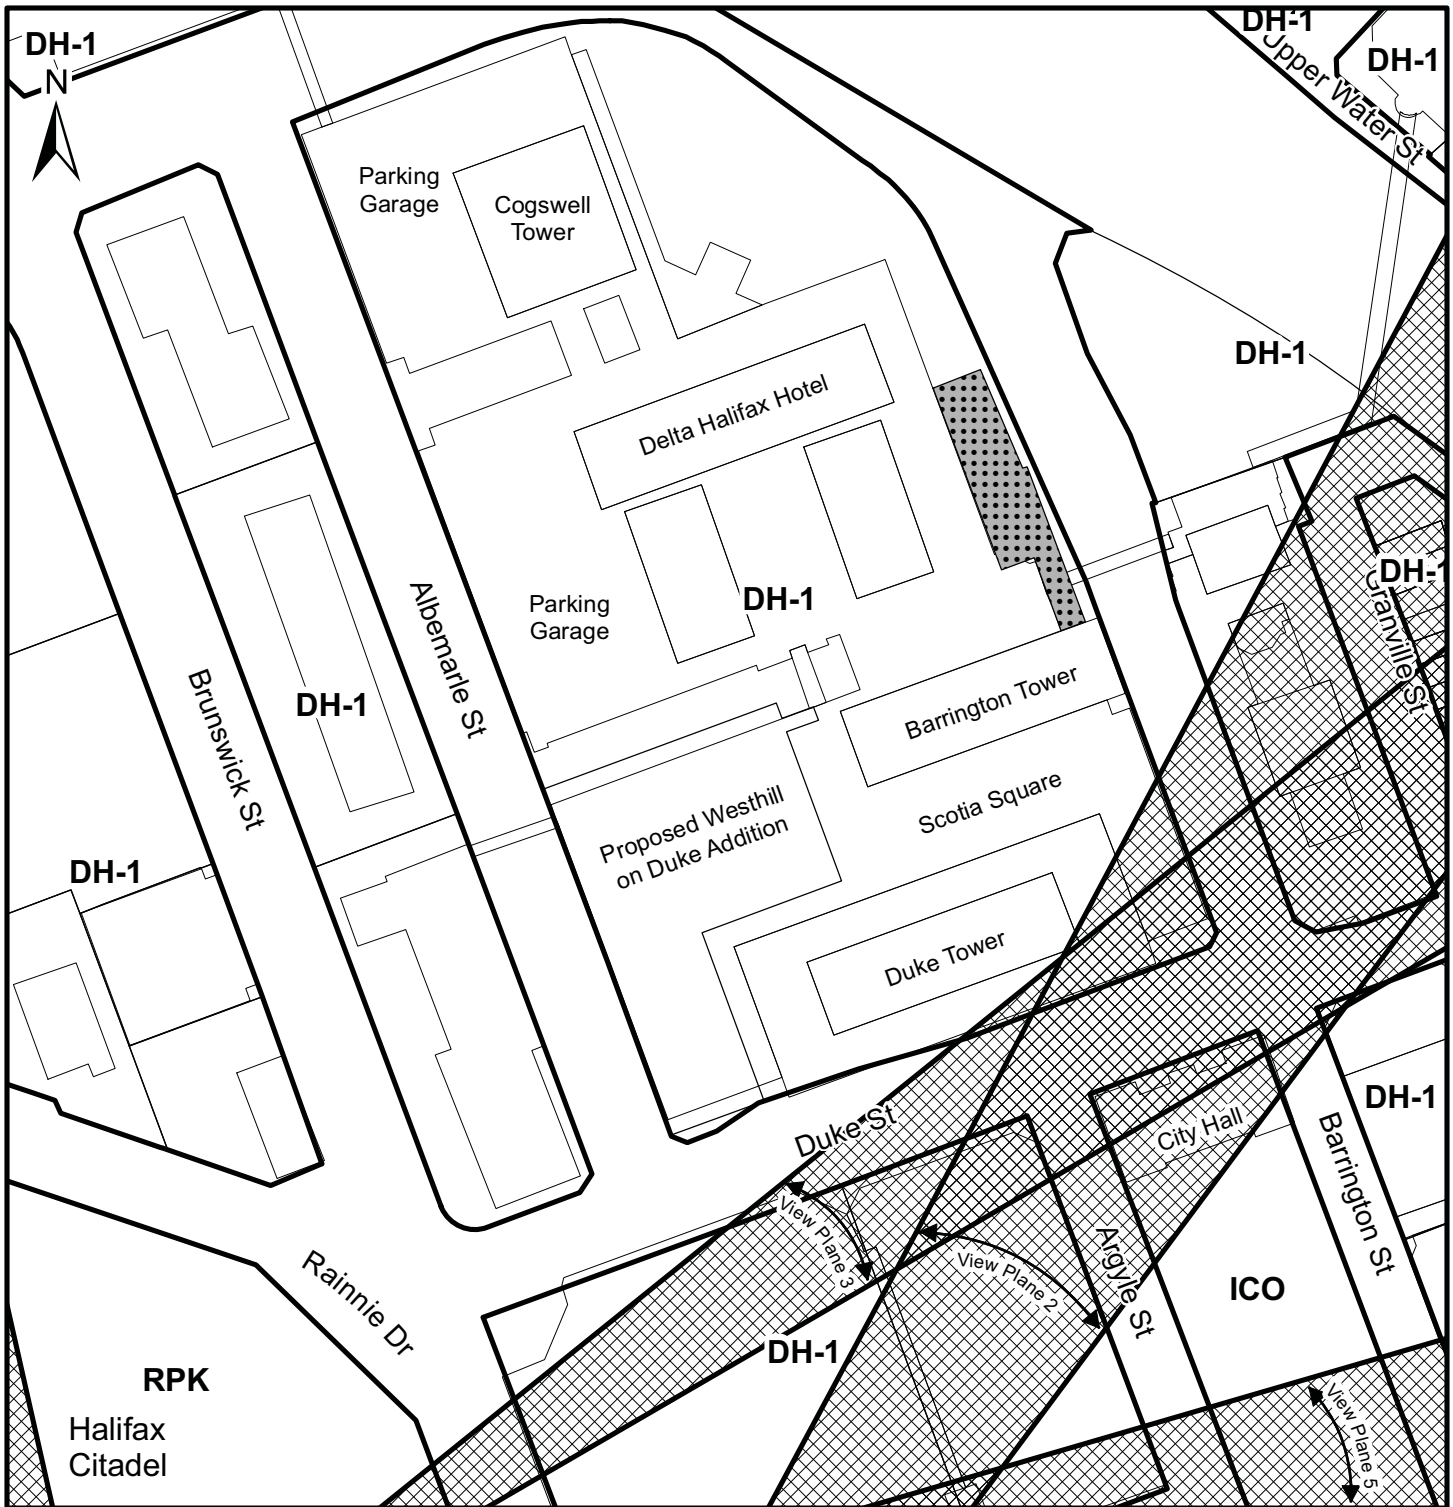 DH-1
N
DH-1
DH-1
Upper Water St
Parking
Garage
Cogswell
Tower
DH-1
Delta Halifax Hotel
DH-1
Granville St
Albemarle St
Parking
Garage
DH-1
Brunswick St
DH-1
Barrington Tower
Proposed Westhill
on Duke Addition
Scotia Square
DH-1
Duke Tower
Duke St
City Hall
DH-1
Barrington St
View Plane 3
View Plane 2
Argyle St
Rainnie Dr
ICO
DH-1
RPK
Halifax
Citadel
View Plane 5